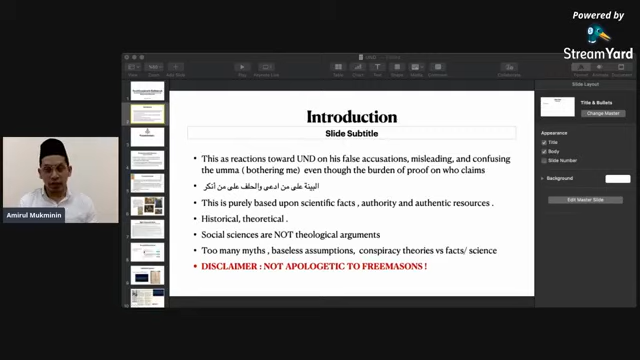 Powered by
StreamYard
UND
Slide Layout
Title & Bullets
Change Master
Appearance
Title
Body
Slide Number
Background
Edit Master Slide
Introduction
Slide Subtitle
• This as reactions toward UND on his false accusations, misleading, and confusing
the umma ( bothering me) even though the burden of proof on who claims
• البينة على من ادعى والحلف على من أنكر
• This is purely based upon scientific facts , authority and authentic resources .
• Historical, theoretical .
• Social sciences are NOT theological arguments
• Too many myths , baseless assumptions, conspiracy theories vs facts/ science
• DISCLAIMER : NOT APOLOGETIC TO FREEMASONS !
Amirul Mukminin